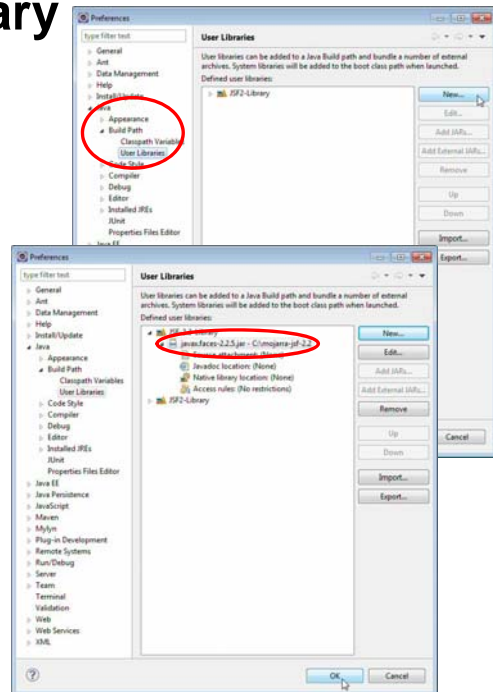 ary
Preferences
type filter text
General
Ant
Data Management
Help
Install/Update
Java
Appearance
Build Path
Classpath Variable
User Libraries
Code Style
Compiler
Debug
Editor
Installed JREs
JUnit
Properties Files Editor
Java EE
User Libraries
User libraries can be added to a Java Build path and bundle a number of external
archives. System libraries will be added to the boot class path when launched.
Defined user libraries:
JSF2-Library
New...
Edit...
Add JARs...
Add External JARs...
Remove
Up
Down
Import...
Export...
Cancel
Preferences
type filter text
General
Ant
Data Management
Help
Install/Update
Java
Appearance
Build Path
Classpath Variables
User Libraries
Code Style
Compiler
Debug
Editor
Installed JREs
JUnit
Properties Files Editor
Java EE
Java Persistence
JavaScript
Maven
Mylyn
Plug-in Development
Remote Systems
Run/Debug
Server
Team
Terminal
Validation
Web
Web Services
XML
User Libraries
User libraries can be added to a Java Build path and bundle a number of external
archives. System libraries will be added to the boot class path when launched.
Defined user libraries:
javax.faces-2.2.5.jar - C:\mojarra-jsf-2.2
Source attachment: (None)
Javadoc location: (None)
Native library location: (None)
Access rules: (No restrictions)
JSF2-Library
New...
Edit...
Add JARs...
Add External JARs...
Remove
Up
Down
Import...
Export...
OK
Cancel